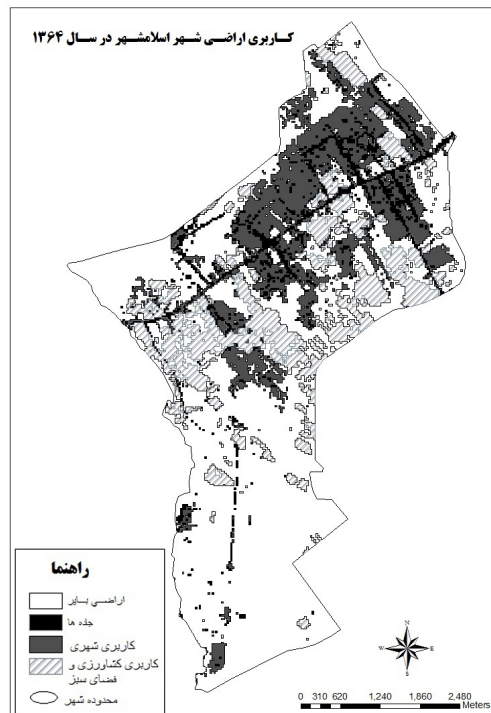 کاربری اراضی شهر اسلامشهر در سال ۱۳۶۴
راهنما
اراضی بایر
جاده ها
کاربری شهری
کاربری کشاورزی و
فضای سبز
محدوده شهر
N
W E
S
0 310 620 1,240 1,860 2,480
Meters